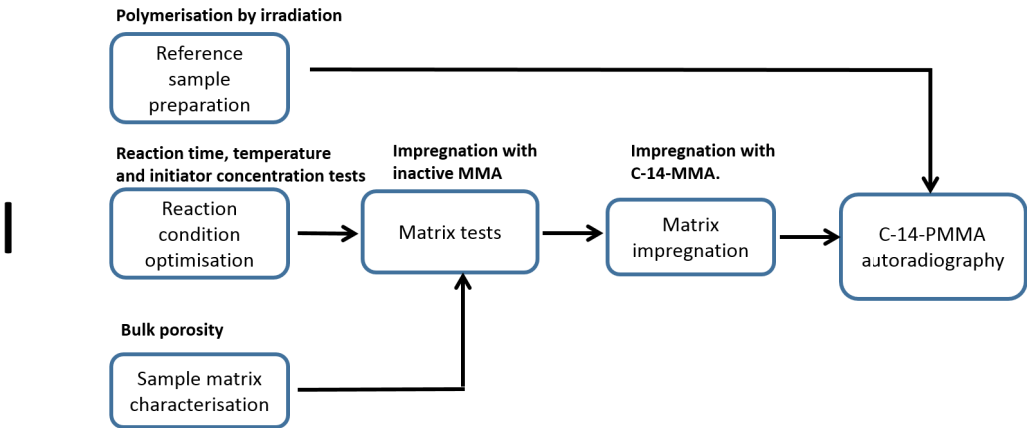 Polymerisation by irradiation
Reference
sample
preparation
Reaction time, temperature
and initiator concentration tests
Reaction
condition
optimisation
Impregnation with
inactive MMA
Matrix tests
Impregnation with
C-14-MMA.
Matrix
impregnation
C-14-PMMA
autoradiography
Bulk porosity
Sample matrix
characterisation